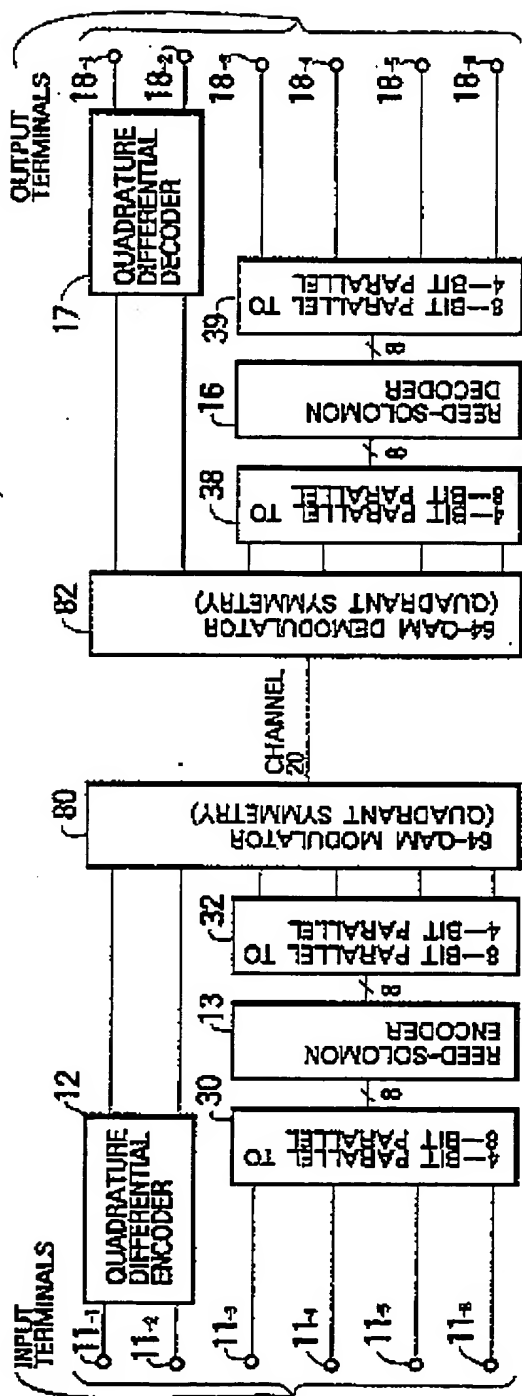 INPUT
TERMINALS
11-1
11-2
11-3
11-4
11-5
11-6
12
QUADRATURE
DIFFERENTIAL
ENCODER
30
4-BIT PARALLEL TO
8-BIT PARALLEL
8
13
REED-SOLOMON
ENCODER
8
32
8-BIT PARALLEL TO
4-BIT PARALLEL
80
64-QAM MODULATOR
(QUADRANT SYMMETRY)
CHANNEL
20
82
64-QAM DEMODULATOR
(QUADRANT SYMMETRY)
38
4-BIT PARALLEL TO
8-BIT PARALLEL
8
16
REED-SOLOMON
DECODER
8
39
8-BIT PARALLEL TO
4-BIT PARALLEL
17
QUADRATURE
DIFFERENTIAL
DECODER
OUTPUT
TERMINALS
18-1
18-2
18-3
18-4
18-5
18-6